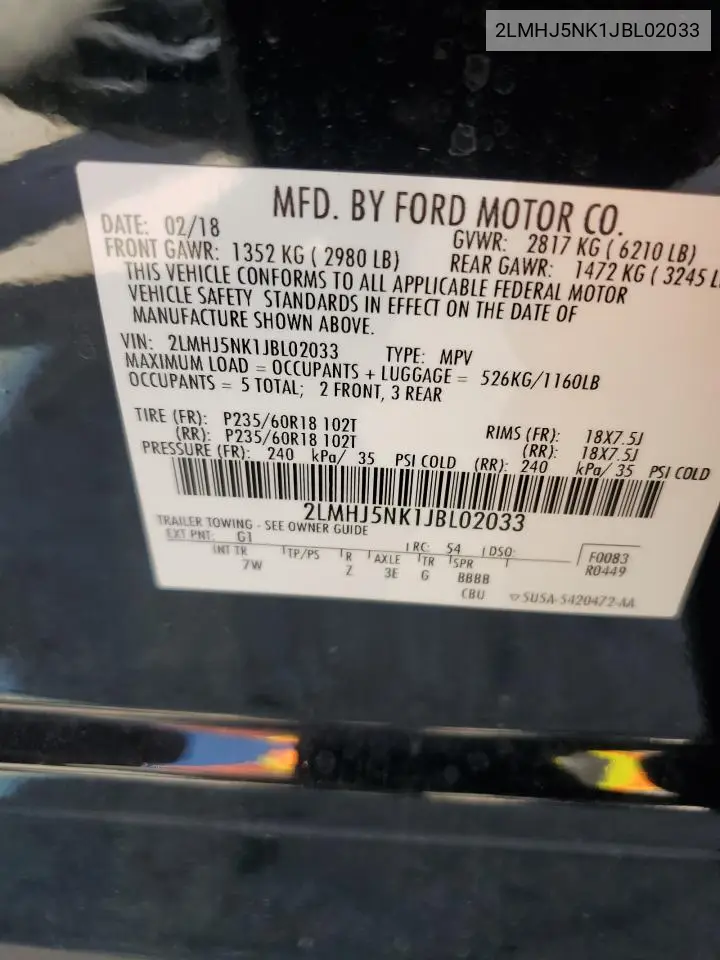 2LMHJ5NK1JBL02033
MFD. BY FORD MOTOR CO.
DATE: 02/18 GVWR: 2817 KG ( 6210 LB)
FRONT GAWR: 1352 KG ( 2980 LB) REAR GAWR: 1472 KG ( 3245
THIS VEHICLE CONFORMS TO ALL APPLICABLE FEDERAL MOTOR
VEHICLE SAFETY STANDARDS IN EFFECT ON THE DATE OF
MANUFACTURE SHOWN ABOVE.
VIN: 2LMHJ5NK1JBL02033 TYPE: MPV
MAXIMUM LOAD = OCCUPANTS + LUGGAGE = 526KG/1160LB
OCCUPANTS = 5 TOTAL; 2 FRONT, 3 REAR
TIRE (FR): P235/60R18 102T RIMS (FR): 18X7.5J
(RR): P235/60R18 102T (RR): 18X7.5J
PRESSURE (FR): 240 kPa/ 35 PSI COLD (RR): 240 kPa/ 35 PSI COLD
2LMHJ5NK1JBL02033
TRAILER TOWING - SEE OWNER GUIDE
EXT PNT: G1 RC: 54 DSO: F0083
INT TR TP/PS R AXLE TR SPR R0449
7W Z 3E G BBBB
CBU 5U5A-5420472-AA